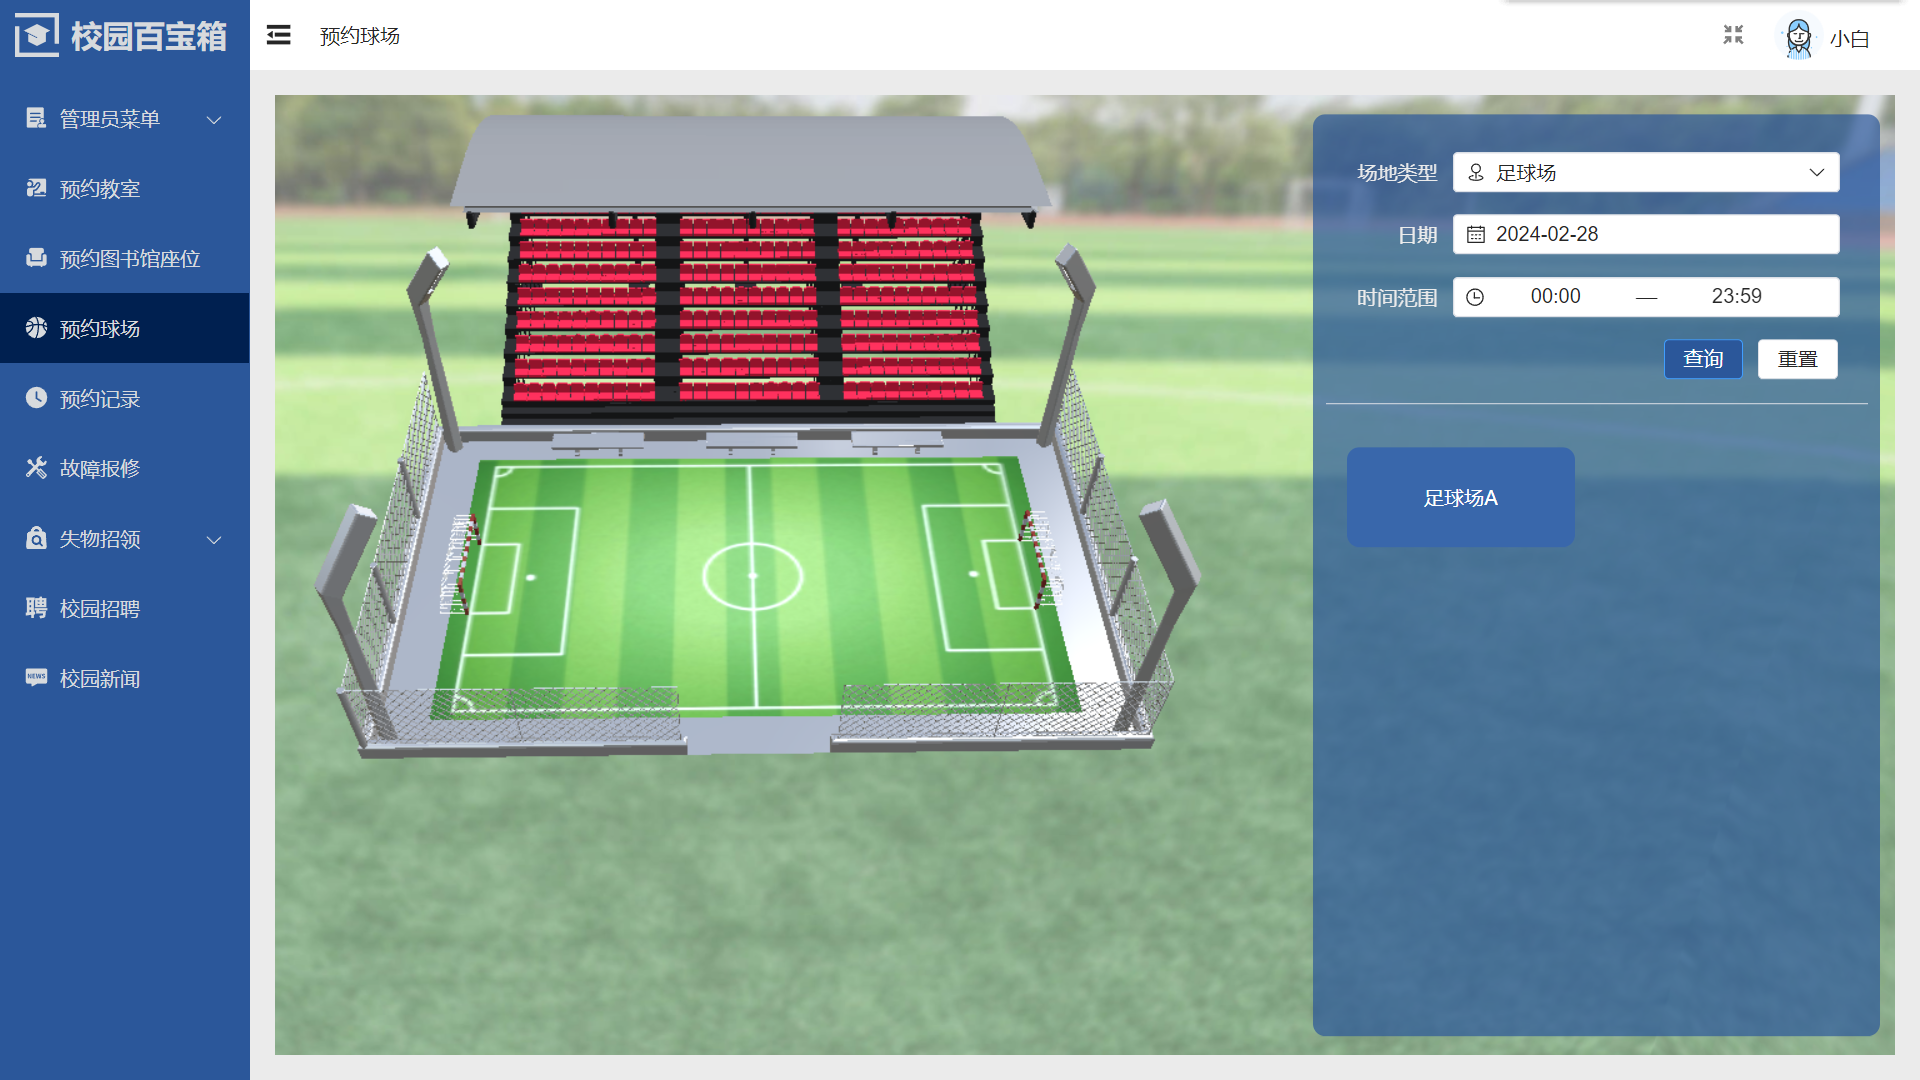 校园百宝箱
预约球场
小白
管理员菜单
预约教室
预约图书馆座位
预约球场
预约记录
故障报修
失物招领
聘 校园招聘
NEWS 校园新闻
场地类型 足球场
日期 2024-02-28
时间范围 00:00 — 23:59
查询 重置
足球场A